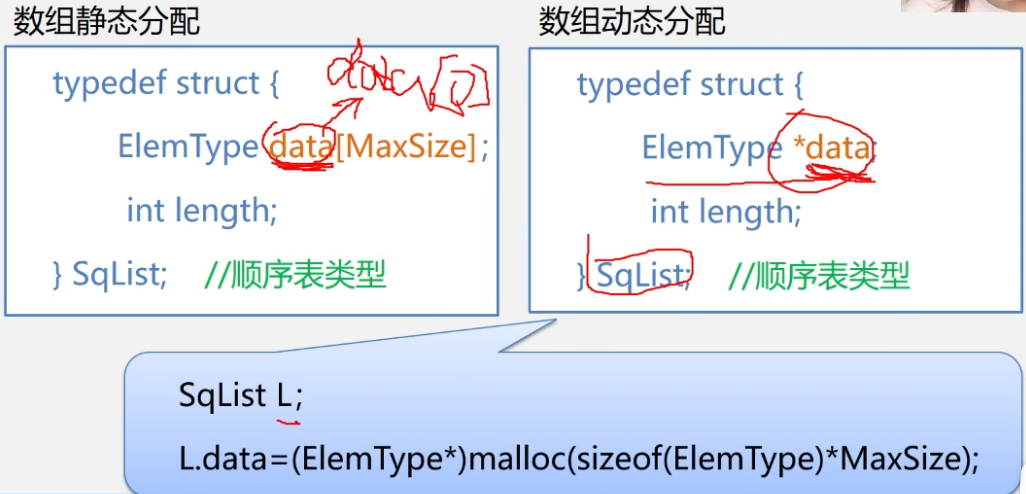 数组静态分配
typedef struct {
ElemType data[MaxSize];
int length;
} SqList; //顺序表类型
data[0]
数组动态分配
typedef struct {
ElemType *data;
int length;
} SqList; //顺序表类型
SqList L;
L.data=(ElemType*)malloc(sizeof(ElemType)*MaxSize);